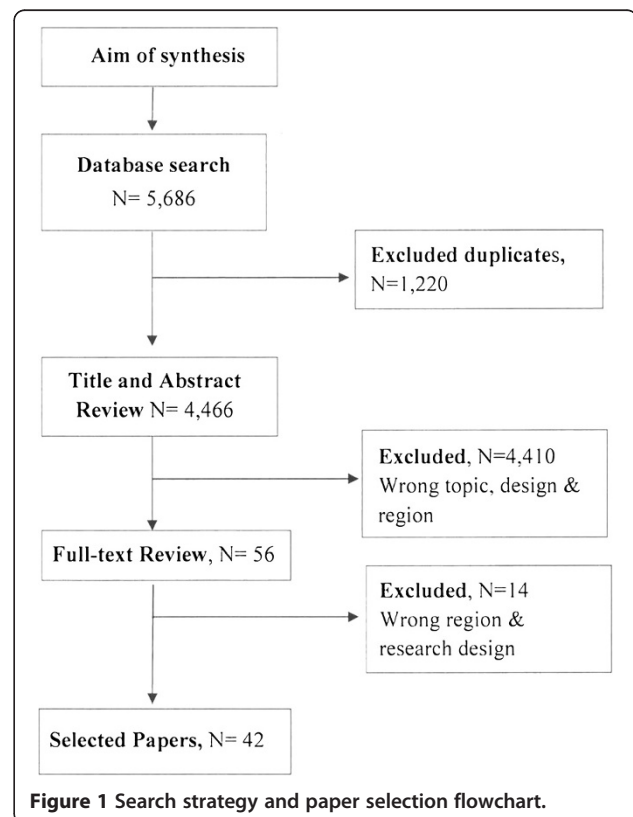 Aim of synthesis
Database search
N= 5,686
Excluded duplicates,
N=1,220
Title and Abstract
Review N= 4,466
Excluded, N=4,410
Wrong topic, design &
region
Full-text Review, N= 56
Excluded, N=14
Wrong region &
research design
Selected Papers, N= 42
Figure 1 Search strategy and paper selection flowchart.